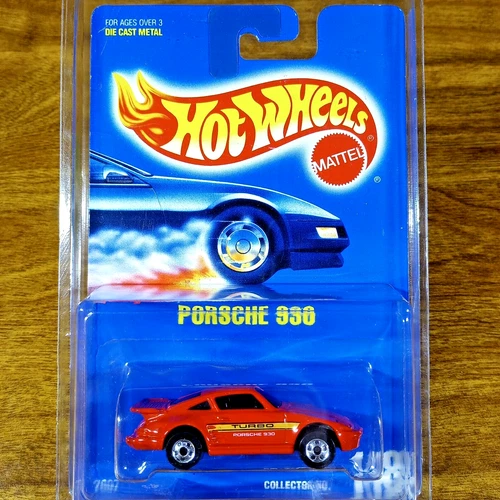 FOR AGES OVER 3
DIE CAST METAL
HOT WHEELS
®
MATTEL
®
PORSCHE 930
TURBO
PORSCHE 930
COLLECTOR NO.